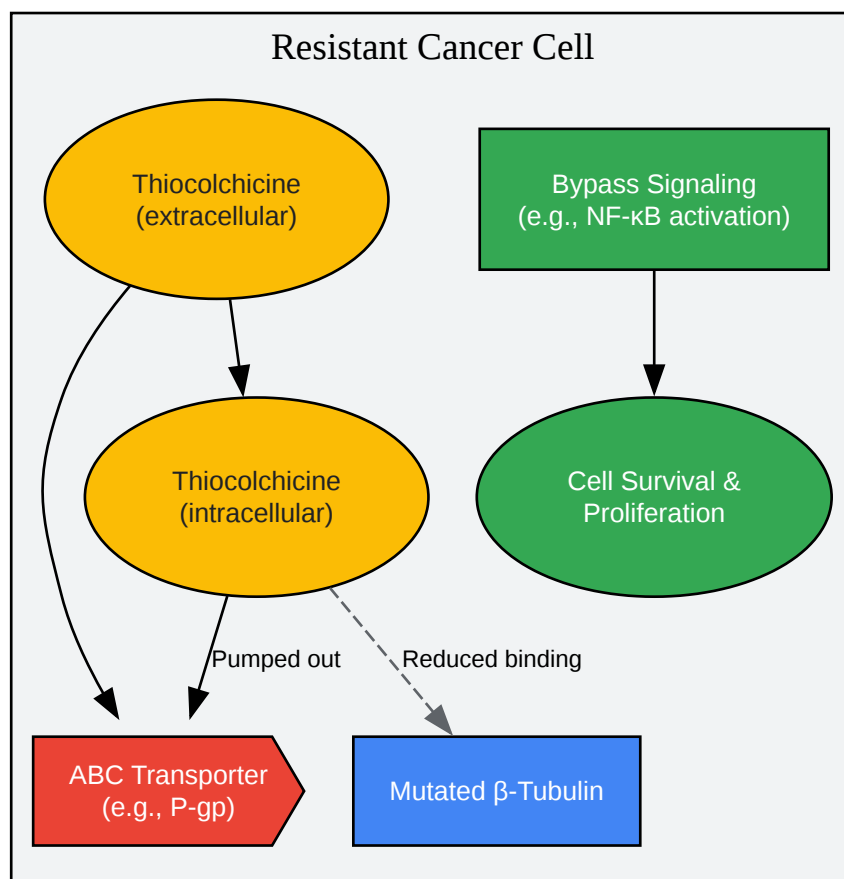 Resistant Cancer Cell
Thiocolchicine
(extracellular)
Bypass Signaling
(e.g., NF-κB activation)
Thiocolchicine
(intracellular)
Cell Survival &
Proliferation
Pumped out
Reduced binding
ABC Transporter
(e.g., P-gp)
Mutated β-Tubulin